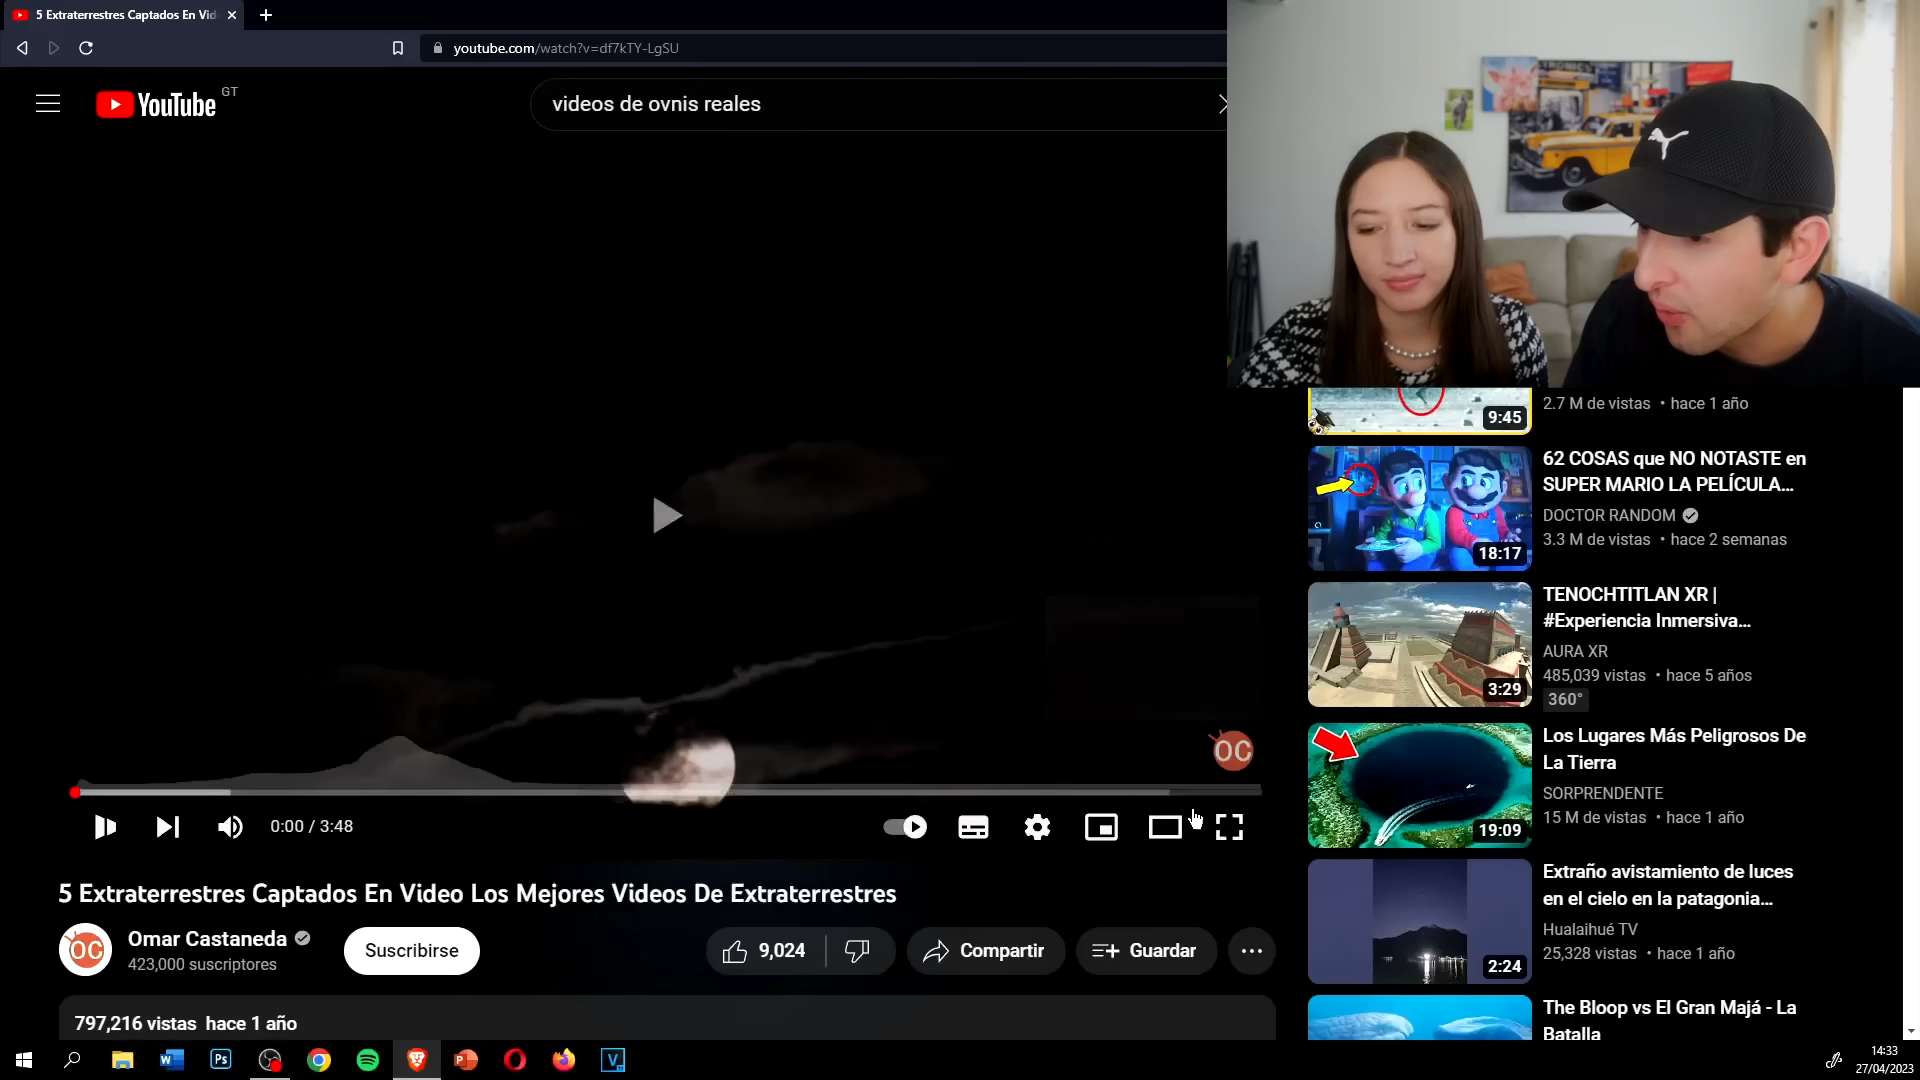 5 Extraterrestres Captados En Vid
youtube.com/watch?v=df7kTY-LgSU
YouTube GT
videos de ovnis reales
OC
0:00 / 3:48
5 Extraterrestres Captados En Video Los Mejores Videos De Extraterrestres
OC
Omar Castaneda
423,000 suscriptores
Suscribirse
9,024
Compartir
Guardar
797,216 vistas hace 1 año
9:45
2.7 M de vistas • hace 1 año
18:17
62 COSAS que NO NOTASTE en
SUPER MARIO LA PELÍCULA...
DOCTOR RANDOM
3.3 M de vistas • hace 2 semanas
3:29
TENOCHTITLAN XR |
#Experiencia Inmersiva...
AURA XR
485,039 vistas • hace 5 años
360°
19:09
Los Lugares Más Peligrosos De
La Tierra
SORPRENDENTE
15 M de vistas • hace 1 año
2:24
Extraño avistamiento de luces
en el cielo en la patagonia...
Hualaihué TV
25,328 vistas • hace 1 año
The Bloop vs El Gran Majá - La
Batalla
14:33
27/04/2023